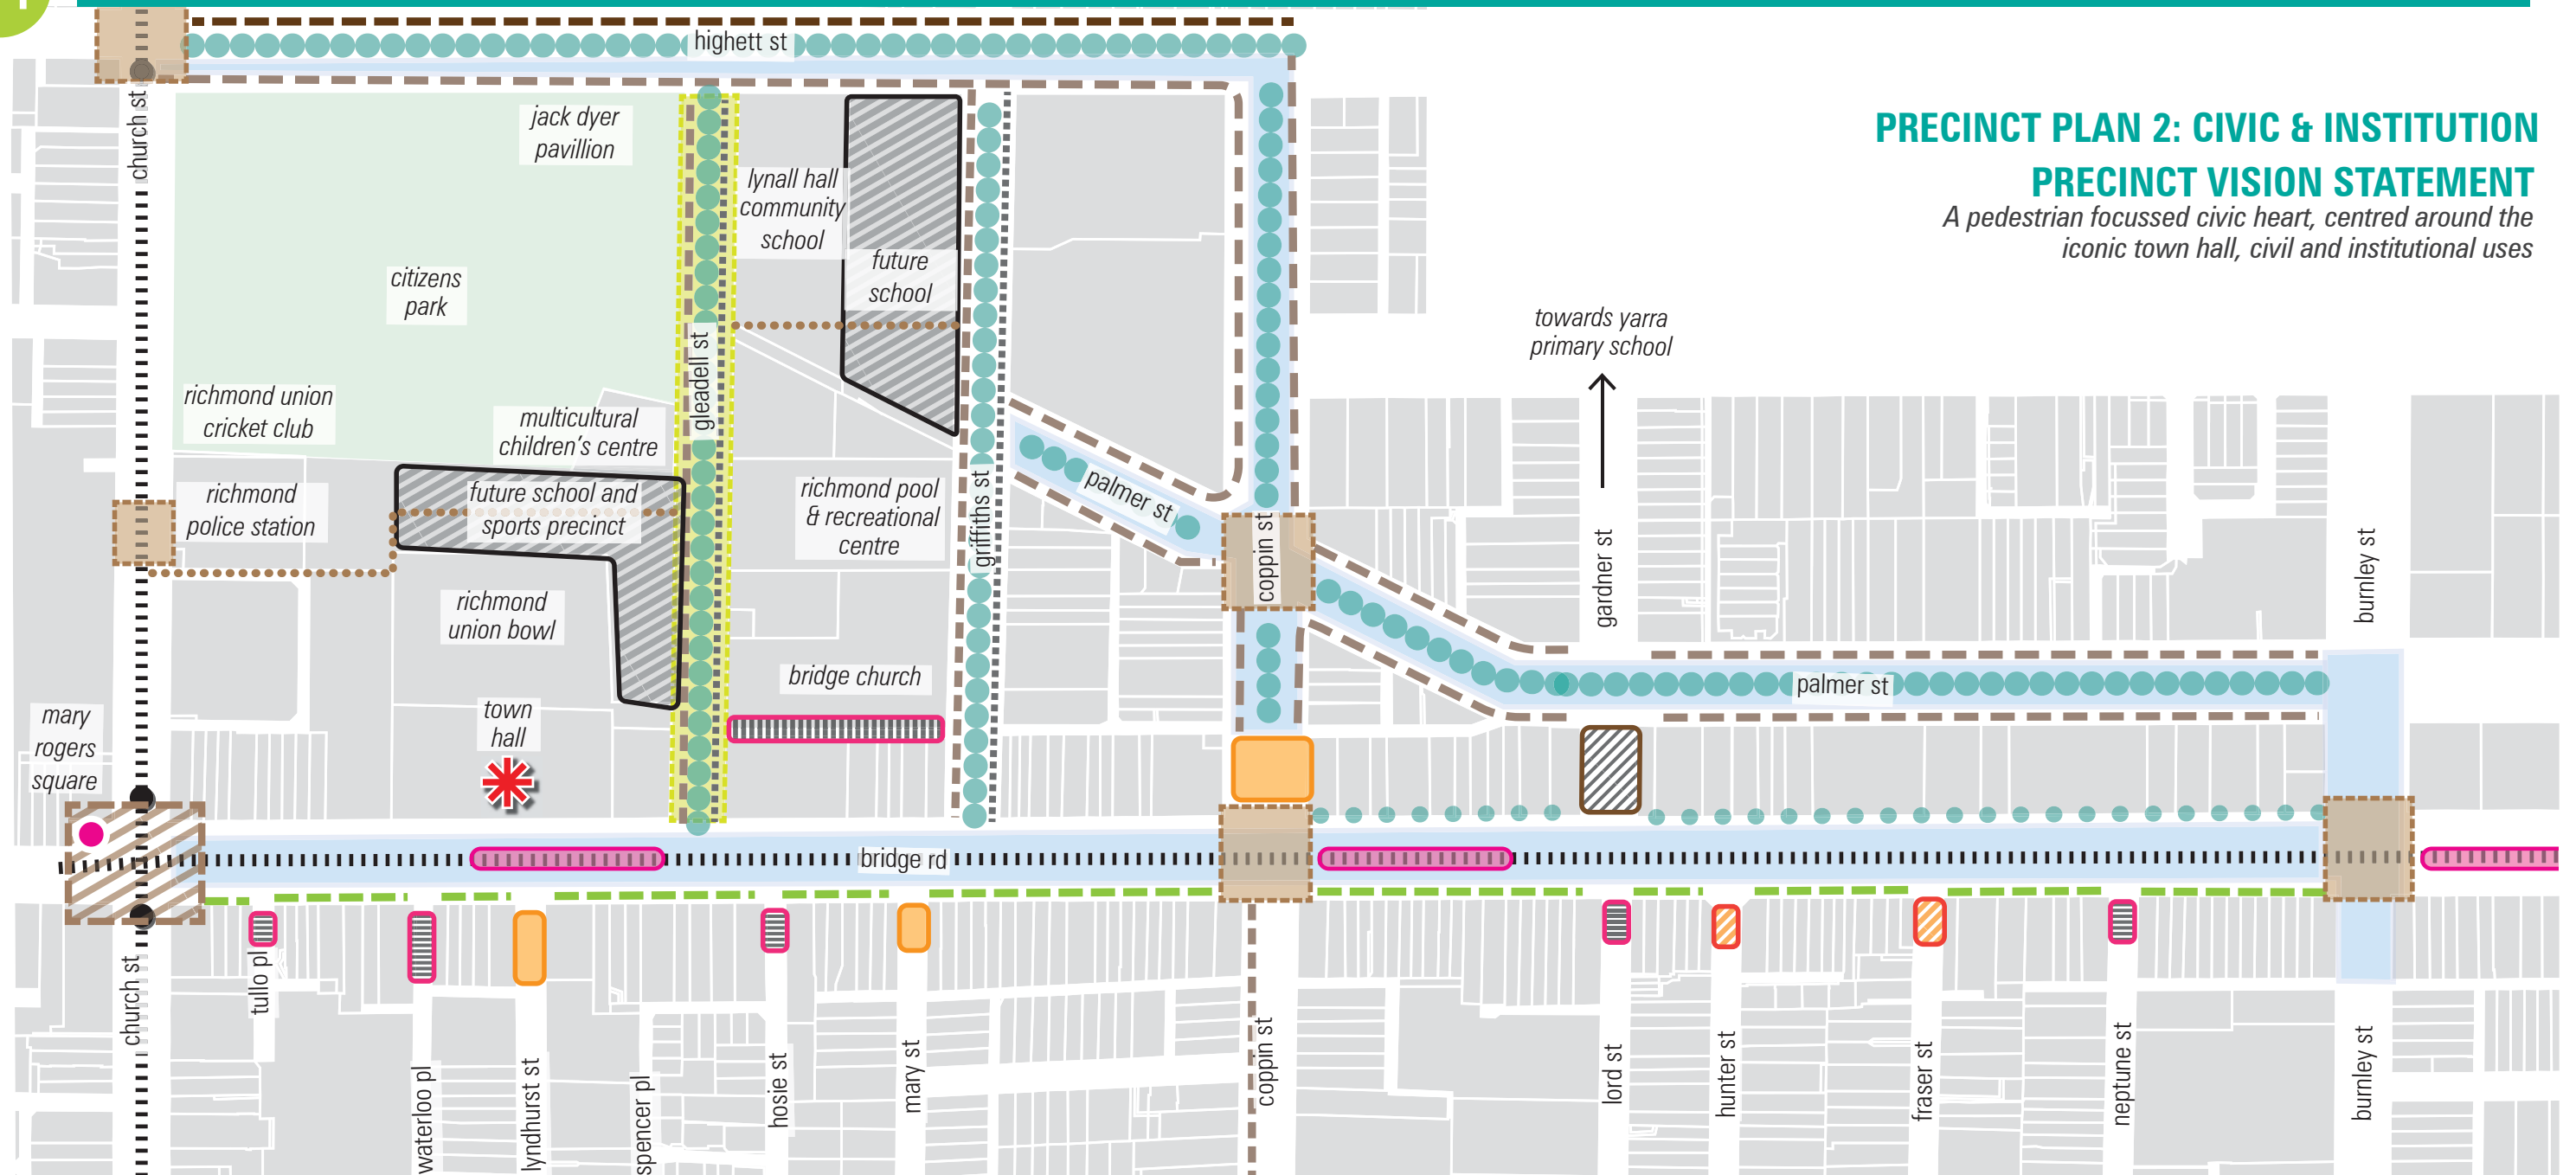 highett st
church st
jack dyer
pavillion
PRECINCT PLAN 2: CIVIC & INSTITUTION
PRECINCT VISION STATEMENT
A pedestrian focussed civic heart, centred around the
iconic town hall, civil and institutional uses
lynall hall
community
school
future
school
citizens
park
gleadell st
towards yarra
primary school
richmond union
cricket club
multicultural
children's centre
richmond
police station
future school and
sports precinct
richmond pool
& recreational
centre
griffiths st
palmer st
coppin st
gardner st
burnley st
richmond
union bowl
bridge church
palmer st
mary
rogers
square
town
hall
bridge rd
church st
tullo pl
waterloo pl
lyndhurst st
spencer pl
hosie st
mary st
coppin st
lord st
hunter st
fraser st
neptune st
burnley st